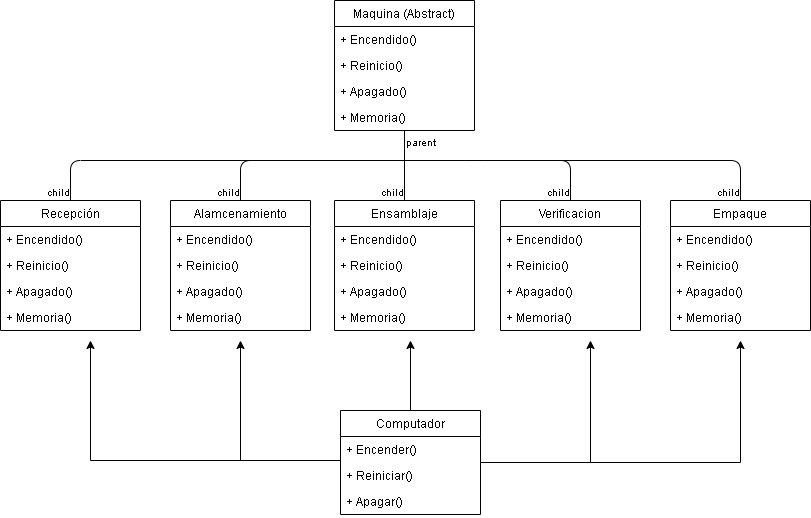 Maquina (Abstract)
+ Encendido()
+ Reinicio()
+ Apagado()
+ Memoria()
parent
child
child
child
child
child
Recepción
+ Encendido()
+ Reinicio()
+ Apagado()
+ Memoria()
Alamcenamiento
+ Encendido()
+ Reinicio()
+ Apagado()
+ Memoria()
Ensamblaje
+ Encendido()
+ Reinicio()
+ Apagado()
+ Memoria()
Verificacion
+ Encendido()
+ Reinicio()
+ Apagado()
+ Memoria()
Empaque
+ Encendido()
+ Reinicio()
+ Apagado()
+ Memoria()
Computador
+ Encender()
+ Reiniciar()
+ Apagar()